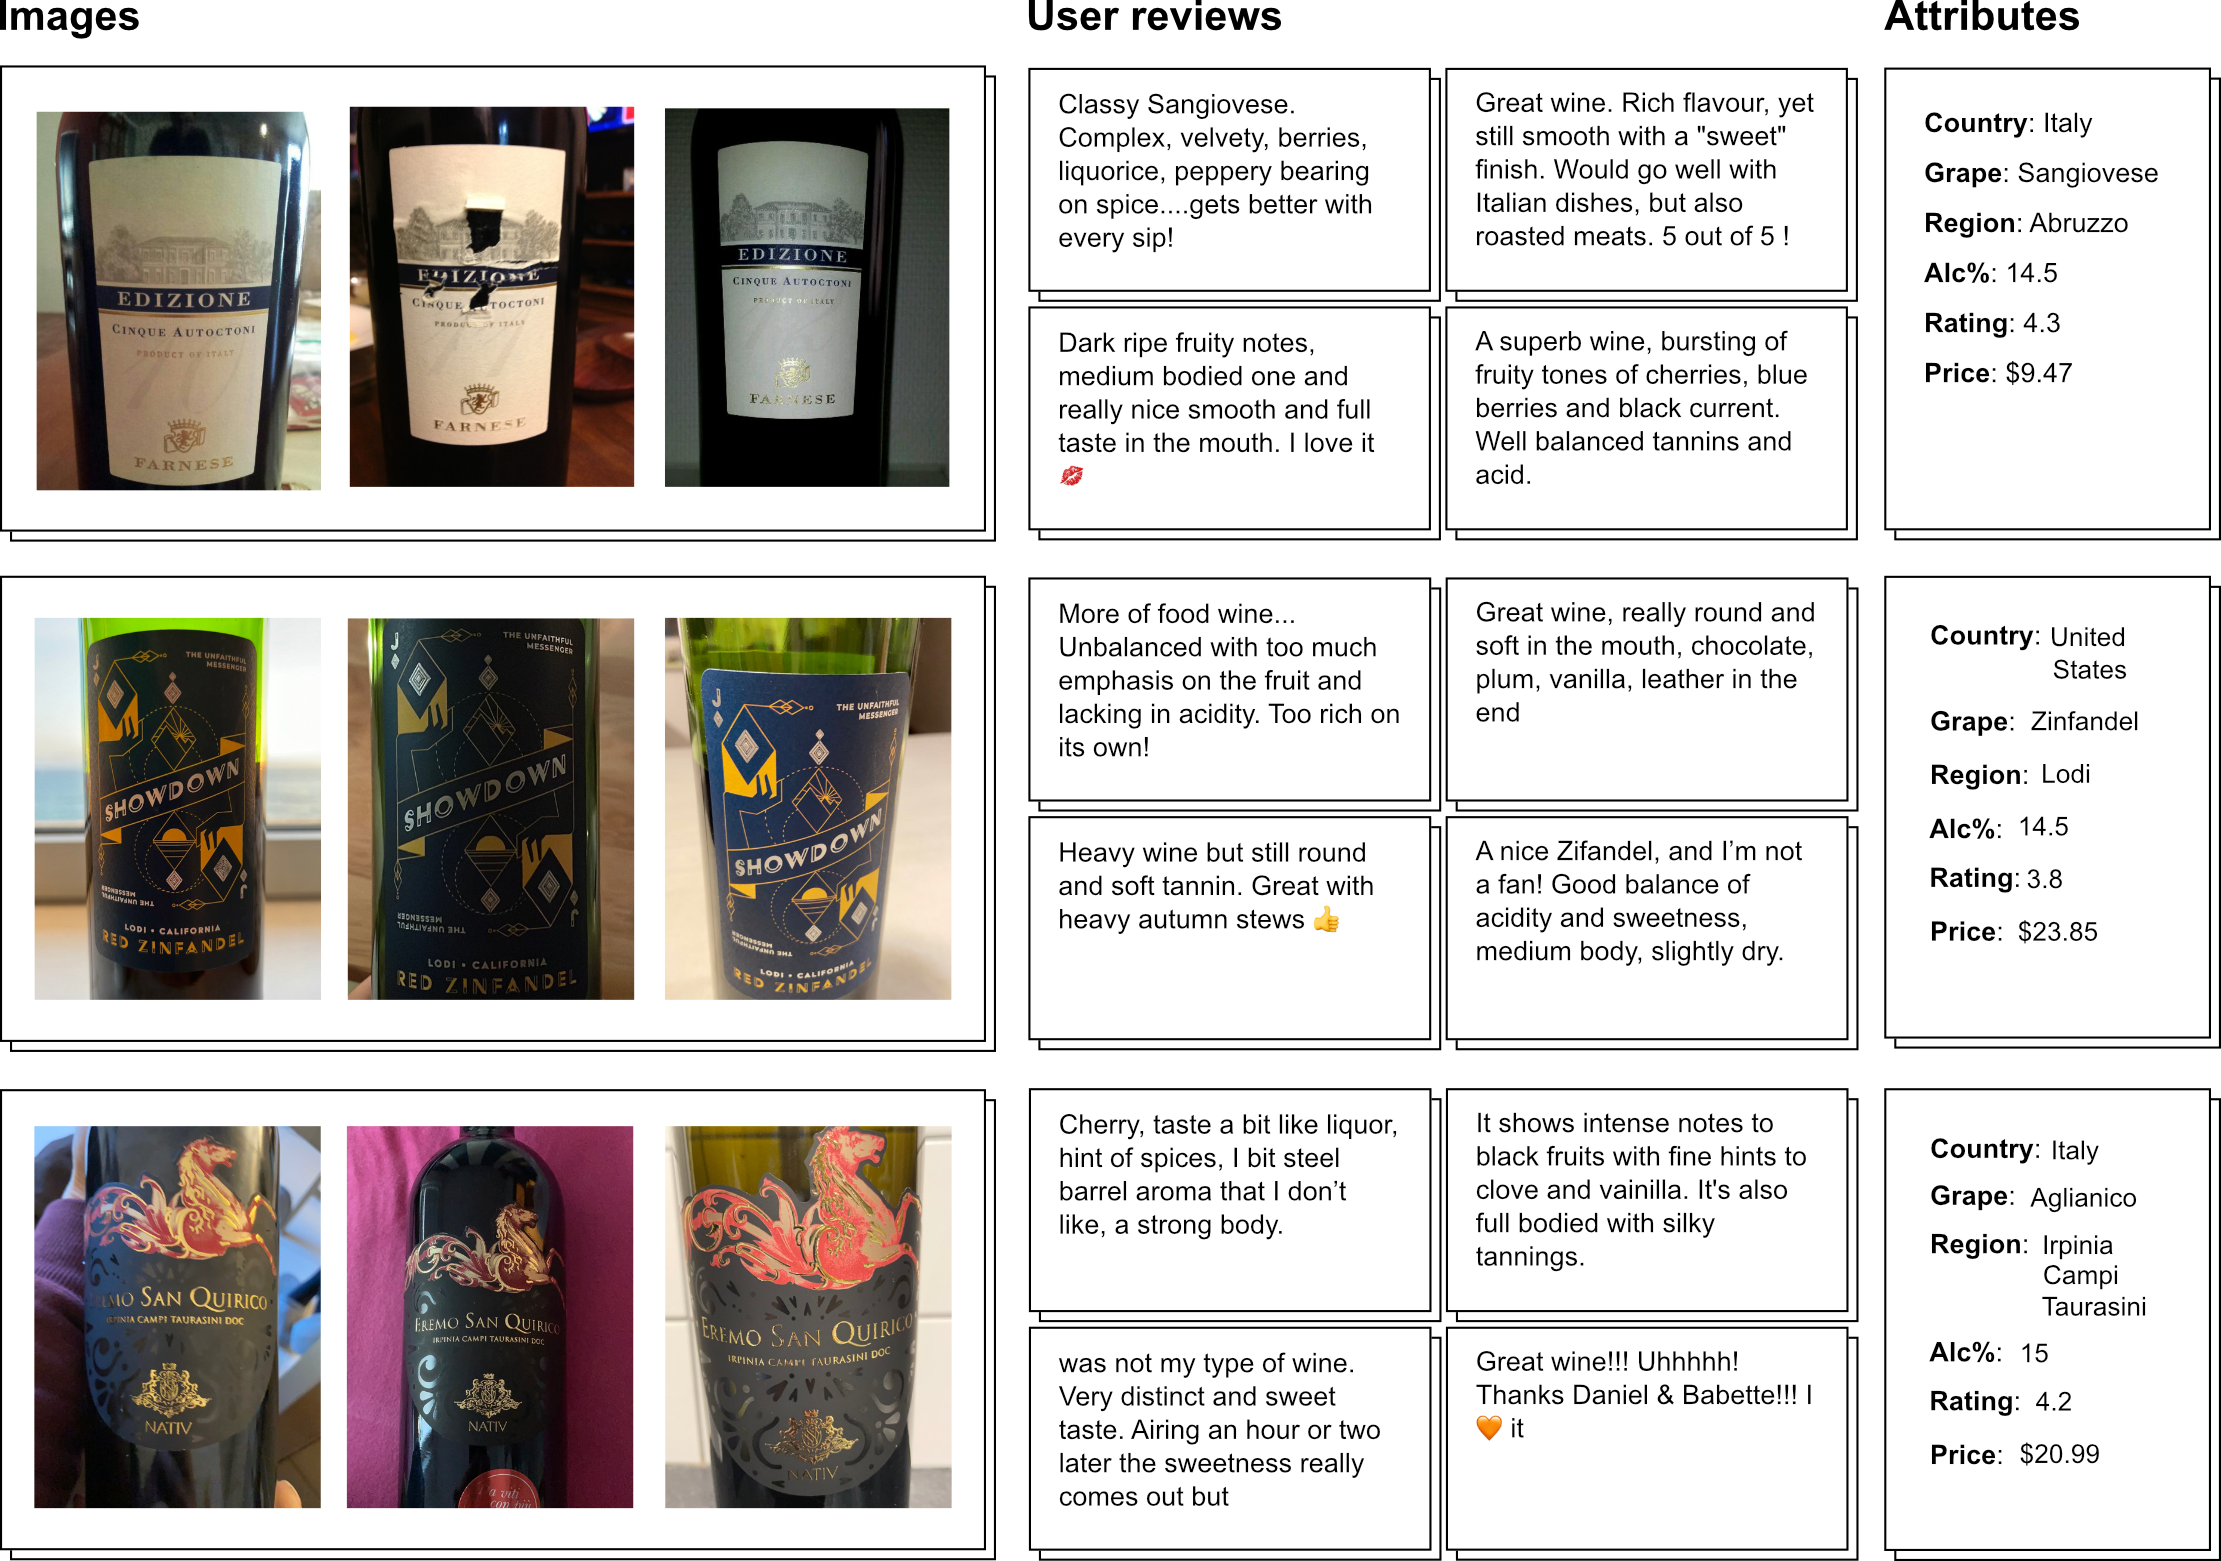 Images
User reviews
Attributes
EDIZIONE
CINQUE AUTOCTONI
PRODUCT OF ITALY
FARNESE
EDIZIONE
CINQUE AUTOCTONI
PRODUCT OF ITALY
FARNESE
EDIZIONE
CINQUE AUTOCTONI
PRODUCT OF ITALY
FARNESE
Classy Sangiovese.
Complex, velvety, berries,
liquorice, peppery bearing
on spice....gets better with
every sip!
Great wine. Rich flavour, yet
still smooth with a "sweet"
finish. Would go well with
Italian dishes, but also
roasted meats. 5 out of 5 !
Dark ripe fruity notes,
medium bodied one and
really nice smooth and full
taste in the mouth. I love it
💋
A superb wine, bursting of
fruity tones of cherries, blue
berries and black current.
Well balanced tannins and
acid.
Country: Italy
Grape: Sangiovese
Region: Abruzzo
Alc%: 14.5
Rating: 4.3
Price: $9.47
J
THE UNFAITHFUL
MESSENGER
SHOWDOWN
THE UNFAITHFUL
MESSENGER
J
LODI • CALIFORNIA
RED ZINFANDEL
J
THE UNFAITHFUL
MESSENGER
SHOWDOWN
THE UNFAITHFUL
MESSENGER
J
LODI • CALIFORNIA
RED ZINFANDEL
J
THE UNFAITHFUL
MESSENGER
SHOWDOWN
THE UNFAITHFUL
MESSENGER
J
LODI • CALIFORNIA
RED ZINFANDEL
More of food wine...
Unbalanced with too much
emphasis on the fruit and
lacking in acidity. Too rich on
its own!
Great wine, really round and
soft in the mouth, chocolate,
plum, vanilla, leather in the
end
Heavy wine but still round
and soft tannin. Great with
heavy autumn stews 👍
A nice Zifandel, and I’m not
a fan! Good balance of
acidity and sweetness,
medium body, slightly dry.
Country: United
States
Grape: Zinfandel
Region: Lodi
Alc%: 14.5
Rating: 3.8
Price: $23.85
EREMO SAN QUIRICO
IRPINIA CAMPI TAURASINI DOC
NATIV
EREMO SAN QUIRICO
IRPINIA CAMPI TAURASINI DOC
NATIV
a viti
con più
EREMO SAN QUIRICO
IRPINIA CAMPI TAURASINI DOC
NATIV
Cherry, taste a bit like liquor,
hint of spices, I bit steel
barrel aroma that I don’t
like, a strong body.
It shows intense notes to
black fruits with fine hints to
clove and vainilla. It's also
full bodied with silky
tannings.
was not my type of wine.
Very distinct and sweet
taste. Airing an hour or two
later the sweetness really
comes out but
Great wine!!! Uhhhhh!
Thanks Daniel & Babette!!! I
🧡 it
Country: Italy
Grape: Aglianico
Region: Irpinia
Campi
Taurasini
Alc%: 15
Rating: 4.2
Price: $20.99